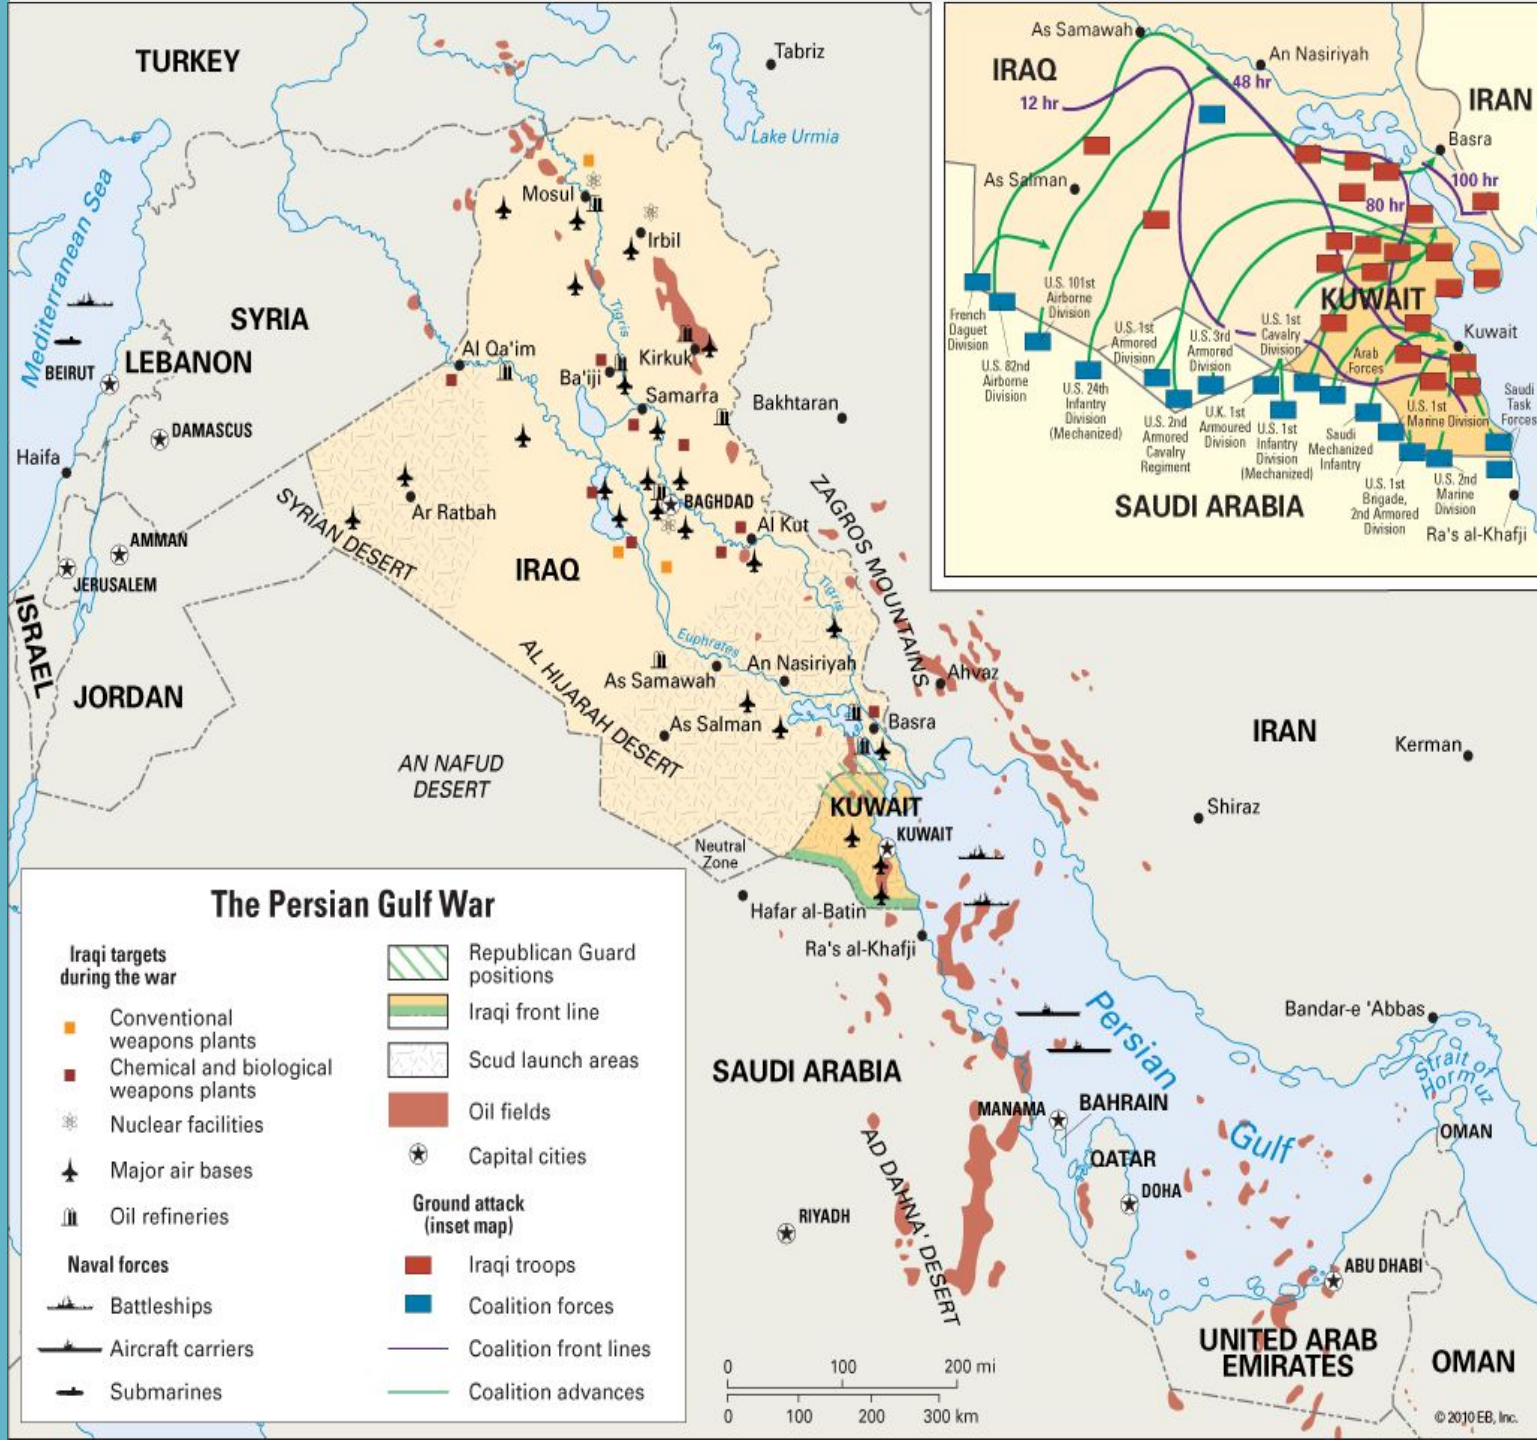 TURKEY
Tabriz
Lake Urmia
Mosul
Irbil
Mediterranean Sea
SYRIA
Tigris
LEBANON
BEIRUT
Al Qa'im
Kirkuk
Ba'iji
Samarra
Bakhtaran
DAMASCUS
Haifa
BAGHDAD
Ar Ratbah
SYRIAN DESERT
Al Kut
ZAGROS MOUNTAINS
AMMAN
JERUSALEM
IRAQ
Tigris
ISRAEL
Euphrates
AL HIJARAH DESERT
An Nasiriyah
As Samawah
Ahvaz
JORDAN
As Salman
Basra
IRAN
Kerman
AN NAFUD
DESERT
KUWAIT
KUWAIT
Shiraz
Neutral
Zone
Hafar al-Batin
Ra's al-Khafji
Persian
Gulf
Bandar-e 'Abbas
Strait of
Hormuz
SAUDI ARABIA
MANAMA
BAHRAIN
OMAN
QATAR
DOHA
AD DAHNA' DESERT
RIYADH
ABU DHABI
UNITED ARAB
EMIRATES
OMAN
0 100 200 mi
0 100 200 300 km
© 2010 EB, Inc.
As Samawah
An Nasiriyah
IRAQ
48 hr
12 hr
IRAN
Basra
As Salman
100 hr
80 hr
KUWAIT
Kuwait
French
Daguet
Division
U.S. 82nd
Airborne
Division
U.S. 101st
Airborne
Division
U.S. 24th
Infantry
Division
(Mechanized)
U.S. 1st
Armored
Division
U.S. 2nd
Armored
Cavalry
Regiment
U.S. 3rd
Armored
Division
U.K. 1st
Armoured
Division
U.S. 1st
Cavalry
Division
U.S. 1st
Infantry
Division
(Mechanized)
Arab
Forces
Saudi
Mechanized
Infantry
U.S. 1st
Marine Division
U.S. 1st
Brigade,
2nd Armored
Division
U.S. 2nd
Marine
Division
Saudi
Task
Forces
SAUDI ARABIA
Ra's al-Khafji
The Persian Gulf War
Iraqi targets
during the war
Conventional
weapons plants
Chemical and biological
weapons plants
Nuclear facilities
Major air bases
Oil refineries
Naval forces
Battleships
Aircraft carriers
Submarines
Republican Guard
positions
Iraqi front line
Scud launch areas
Oil fields
Capital cities
Ground attack
(inset map)
Iraqi troops
Coalition forces
Coalition front lines
Coalition advances